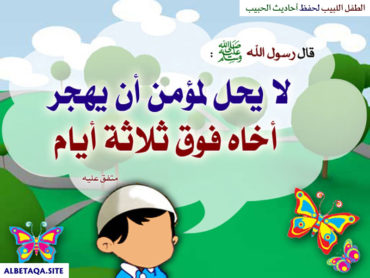 الطفل اللبيب لحفظ أحاديث الحبيب
قال رسول الله ﷺ :
لا يحل لمؤمن أن يهجر
أخاه فوق ثلاثة أيام
متفق عليه
ALBETAQA.SITE